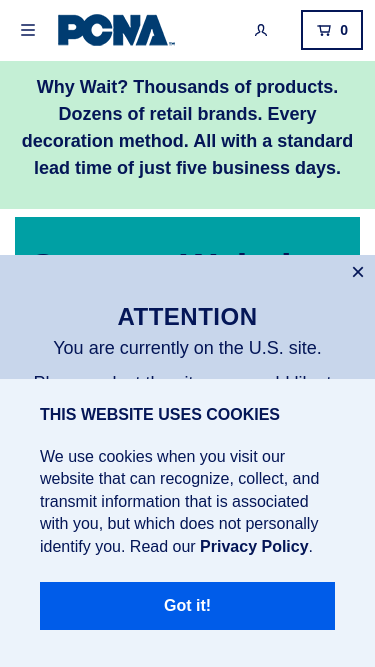 PCNA
0
Why Wait? Thousands of products.
Dozens of retail brands. Every
decoration method. All with a standard
lead time of just five business days.
ATTENTION
You are currently on the U.S. site.
THIS WEBSITE USES COOKIES
We use cookies when you visit our
website that can recognize, collect, and
transmit information that is associated
with you, but which does not personally
identify you. Read our Privacy Policy.
Got it!